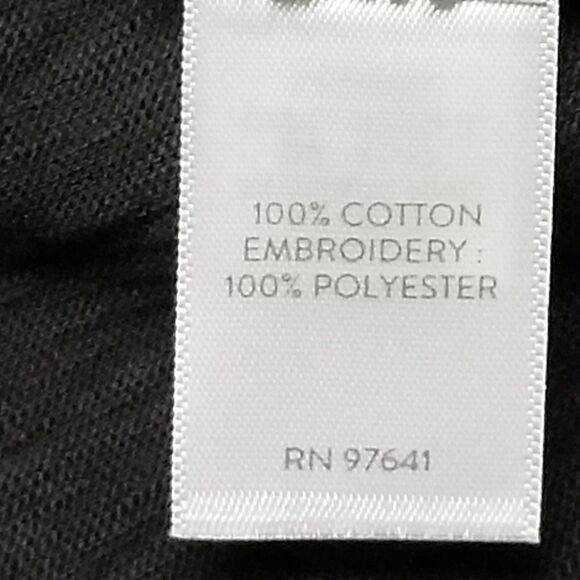 100% COTTON
EMBROIDERY :
100% POLYESTER
RN 97641